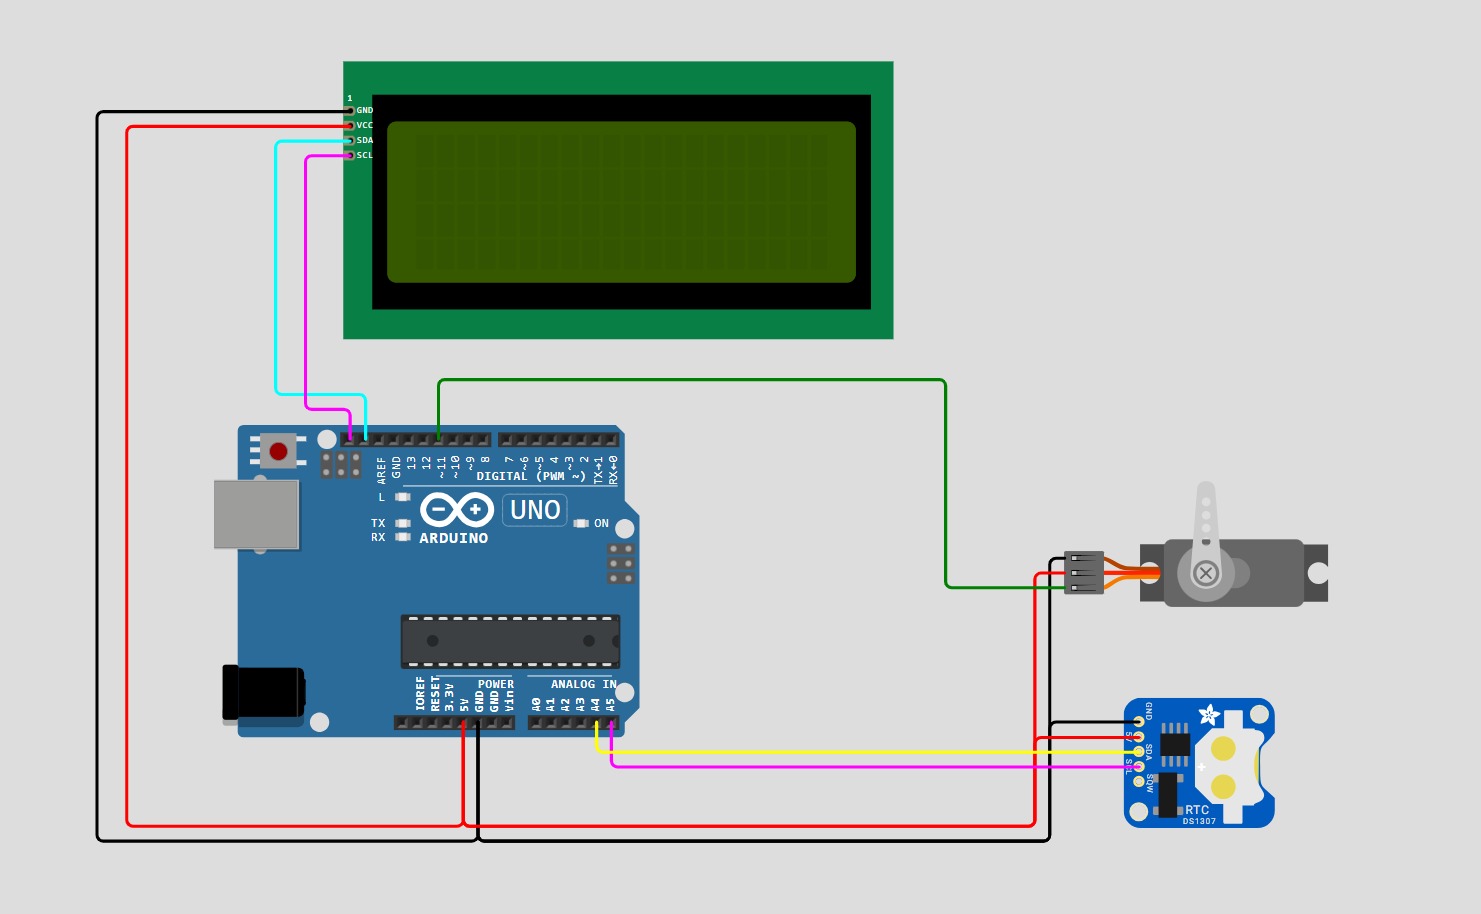 1
GND
VCC
SDA
SCL
AREF
GND
13
12
~11
~10
~9
8
7
~6
~5
4
~3
2
TX→1
RX←0
DIGITAL (PWM ~)
L
TX
RX
ARDUINO
UNO
ON
IOREF
RESET
3.3V
5V
GND
GND
Vin
POWER
ANALOG IN
A0
A1
A2
A3
A4
A5
GND
5V
SDA
SCL
SQW
+
RTC
DS1307